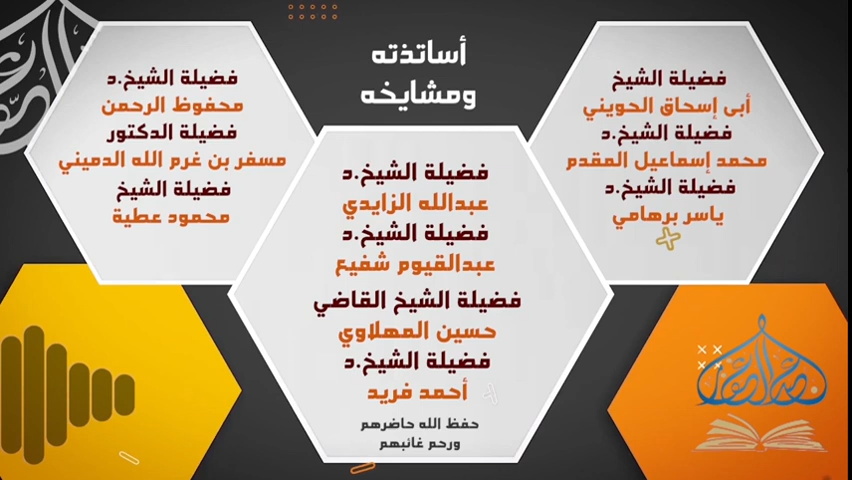 أساتذته
ومشايخه
فضيلة الشيخ
أبى إسحاق الحويني
فضيلة الشيخ.د
محمد إسماعيل المقدم
فضيلة الشيخ.د
ياسر برهامي
فضيلة الشيخ.د
عبدالله الزايدي
فضيلة الشيخ.د
عبدالقيوم شفيع
فضيلة الشيخ القاضي
حسين المهلاوي
فضيلة الشيخ.د
أحمد فريد
حفظ الله حاضرهم
ورحم غائبهم
فضيلة الشيخ.د
محفوظ الرحمن
فضيلة الدكتور
مسفر بن غرم الله الدميني
فضيلة الشيخ
محمود عطية